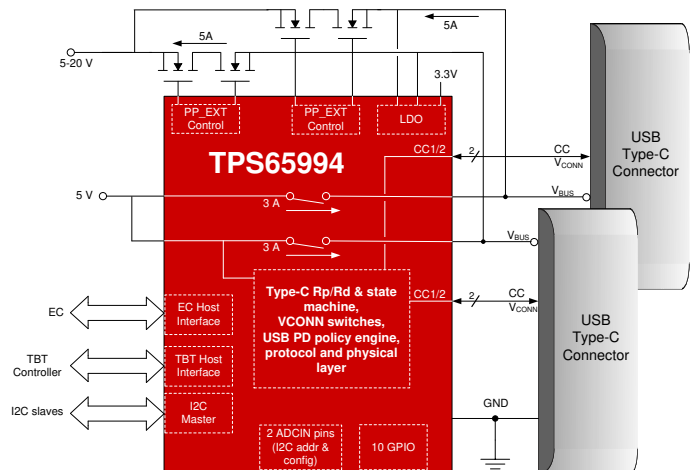 5A
5A
5-20 V
3.3V
PP_EXT
Control
PP_EXT
Control
LDO
USB
Type-C
Connector
TPS65994
CC1/2
2
CC
VCONN
5 V
3 A
VBUS
3 A
VBUS
Type-C Rp/Rd & state
machine,
VCONN switches,
USB PD policy engine,
protocol and physical
layer
CC1/2
2
CC
VCONN
USB
Type-C
Connector
EC
EC Host
Interface
TBT
Controller
TBT Host
Interface
I2C slaves
I2C
Master
GND
2 ADCIN pins
(I2C addr &
config)
10 GPIO